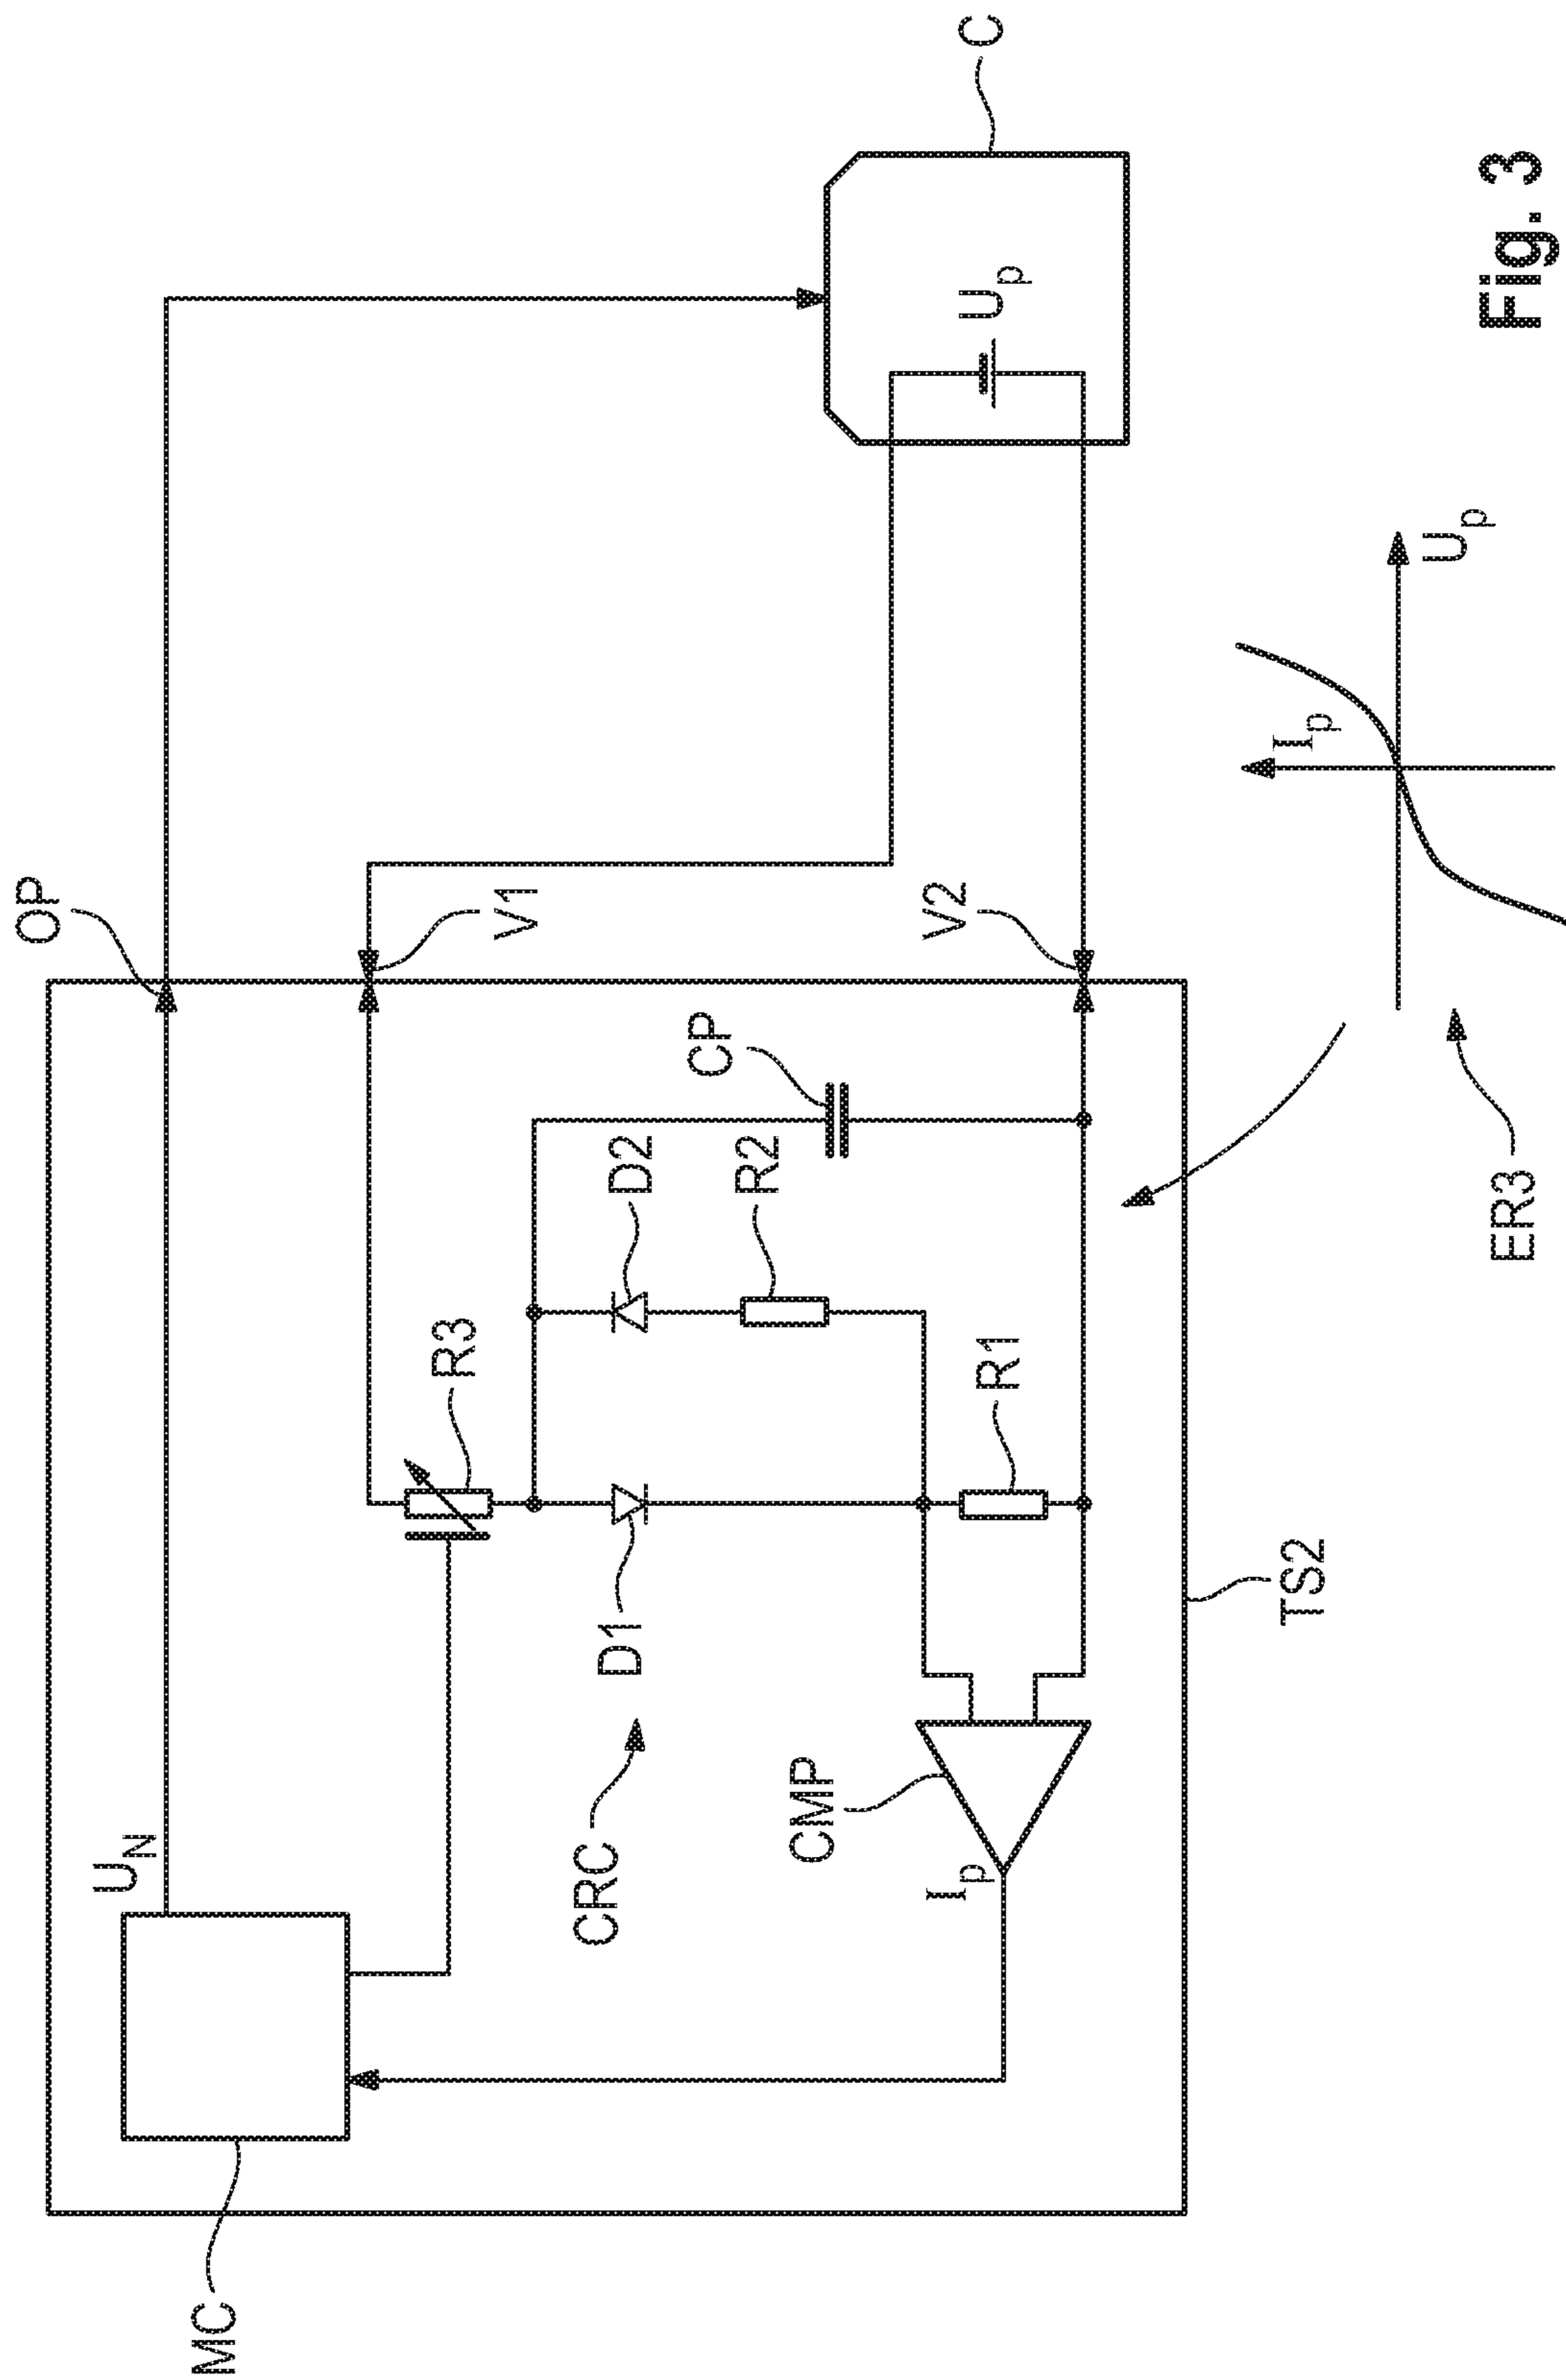 MC
U_N
OP
C
R3
V1
CRC
D1
D2
R2
CP
CMP
I_p
R1
V2
U_p
TS2
ER3
I_p
U_p
Fig. 3